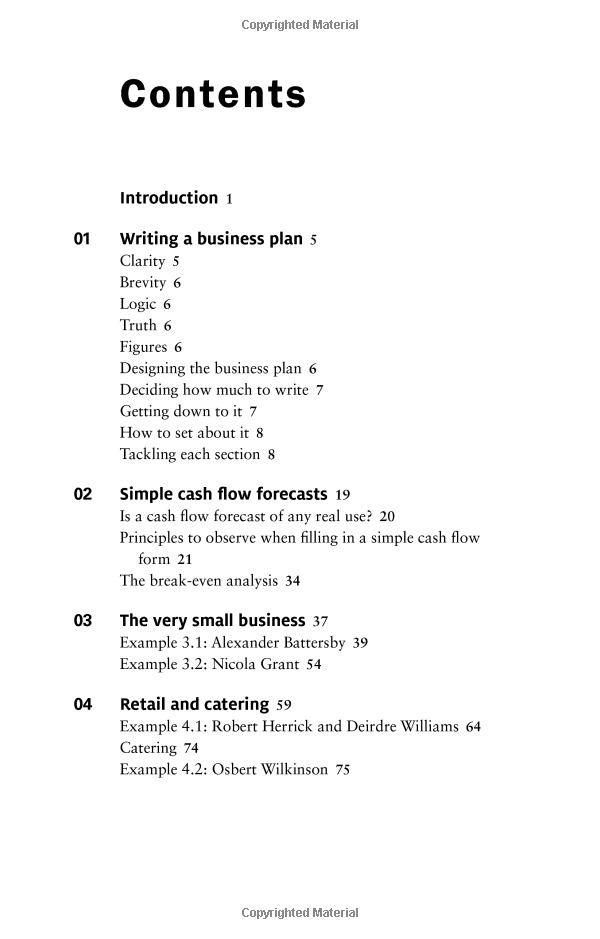 Copyrighted Material
Contents
Introduction 1
01 Writing a business plan 5
Clarity 5
Brevity 6
Logic 6
Truth 6
Figures 6
Designing the business plan 6
Deciding how much to write 7
Getting down to it 7
How to set about it 8
Tackling each section 8
02 Simple cash flow forecasts 19
Is a cash flow forecast of any real use? 20
Principles to observe when filling in a simple cash flow
form 21
The break-even analysis 34
03 The very small business 37
Example 3.1: Alexander Battersby 39
Example 3.2: Nicola Grant 54
04 Retail and catering 59
Example 4.1: Robert Herrick and Deirdre Williams 64
Catering 74
Example 4.2: Osbert Wilkinson 75
Copyrighted Material